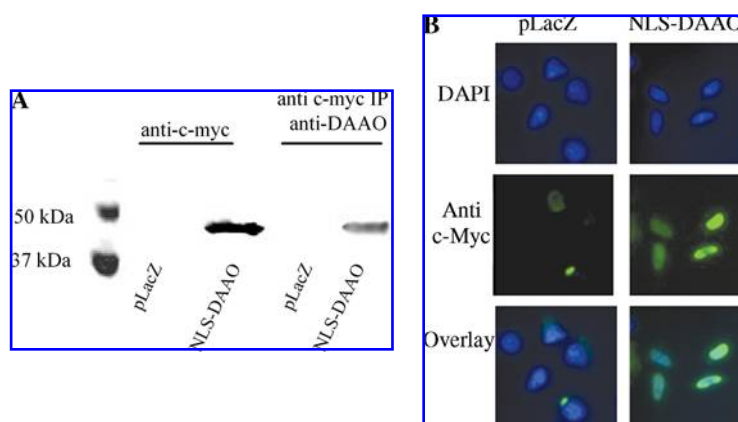 A
anti-c-myc
anti c-myc IP
anti-DAAO
50 kDa
37 kDa
pLacZ
NLS-DAAO
pLacZ
NLS-DAAO
B
pLacZ
NLS-DAAO
DAPI
Anti
c-Myc
Overlay